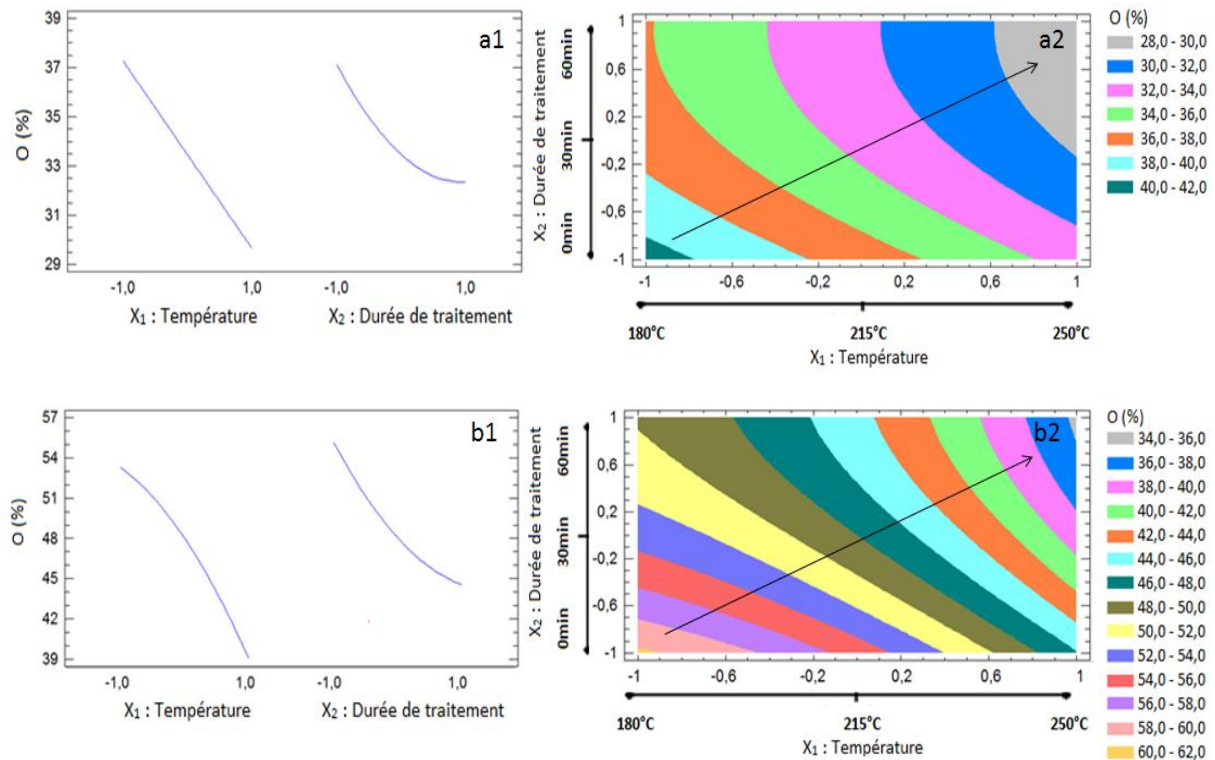 a1
39
37
35
33
31
29
O (%)
-1,0
1,0
-1,0
1,0
X₁ : Température
X₂ : Durée de traitement
a2
X₂ : Durée de traitement
0min
30min
60min
1
0,6
0,2
-0,2
-0,6
-1
-1
-0,6
-0,2
0,2
0,6
1
180°C
215°C
250°C
X₁ : Température
O (%)
28,0 - 30,0
30,0 - 32,0
32,0 - 34,0
34,0 - 36,0
36,0 - 38,0
38,0 - 40,0
40,0 - 42,0
b1
57
54
51
48
45
42
39
O (%)
-1,0
1,0
-1,0
1,0
X₁ : Température
X₂ : Durée de traitement
b2
X₂ : Durée de traitement
0min
30min
60min
1
0,6
0,2
-0,2
-0,6
-1
-1
-0,6
-0,2
0,2
0,6
1
180°C
215°C
250°C
X₁ : Température
O (%)
34,0 - 36,0
36,0 - 38,0
38,0 - 40,0
40,0 - 42,0
42,0 - 44,0
44,0 - 46,0
46,0 - 48,0
48,0 - 50,0
50,0 - 52,0
52,0 - 54,0
54,0 - 56,0
56,0 - 58,0
58,0 - 60,0
60,0 - 62,0